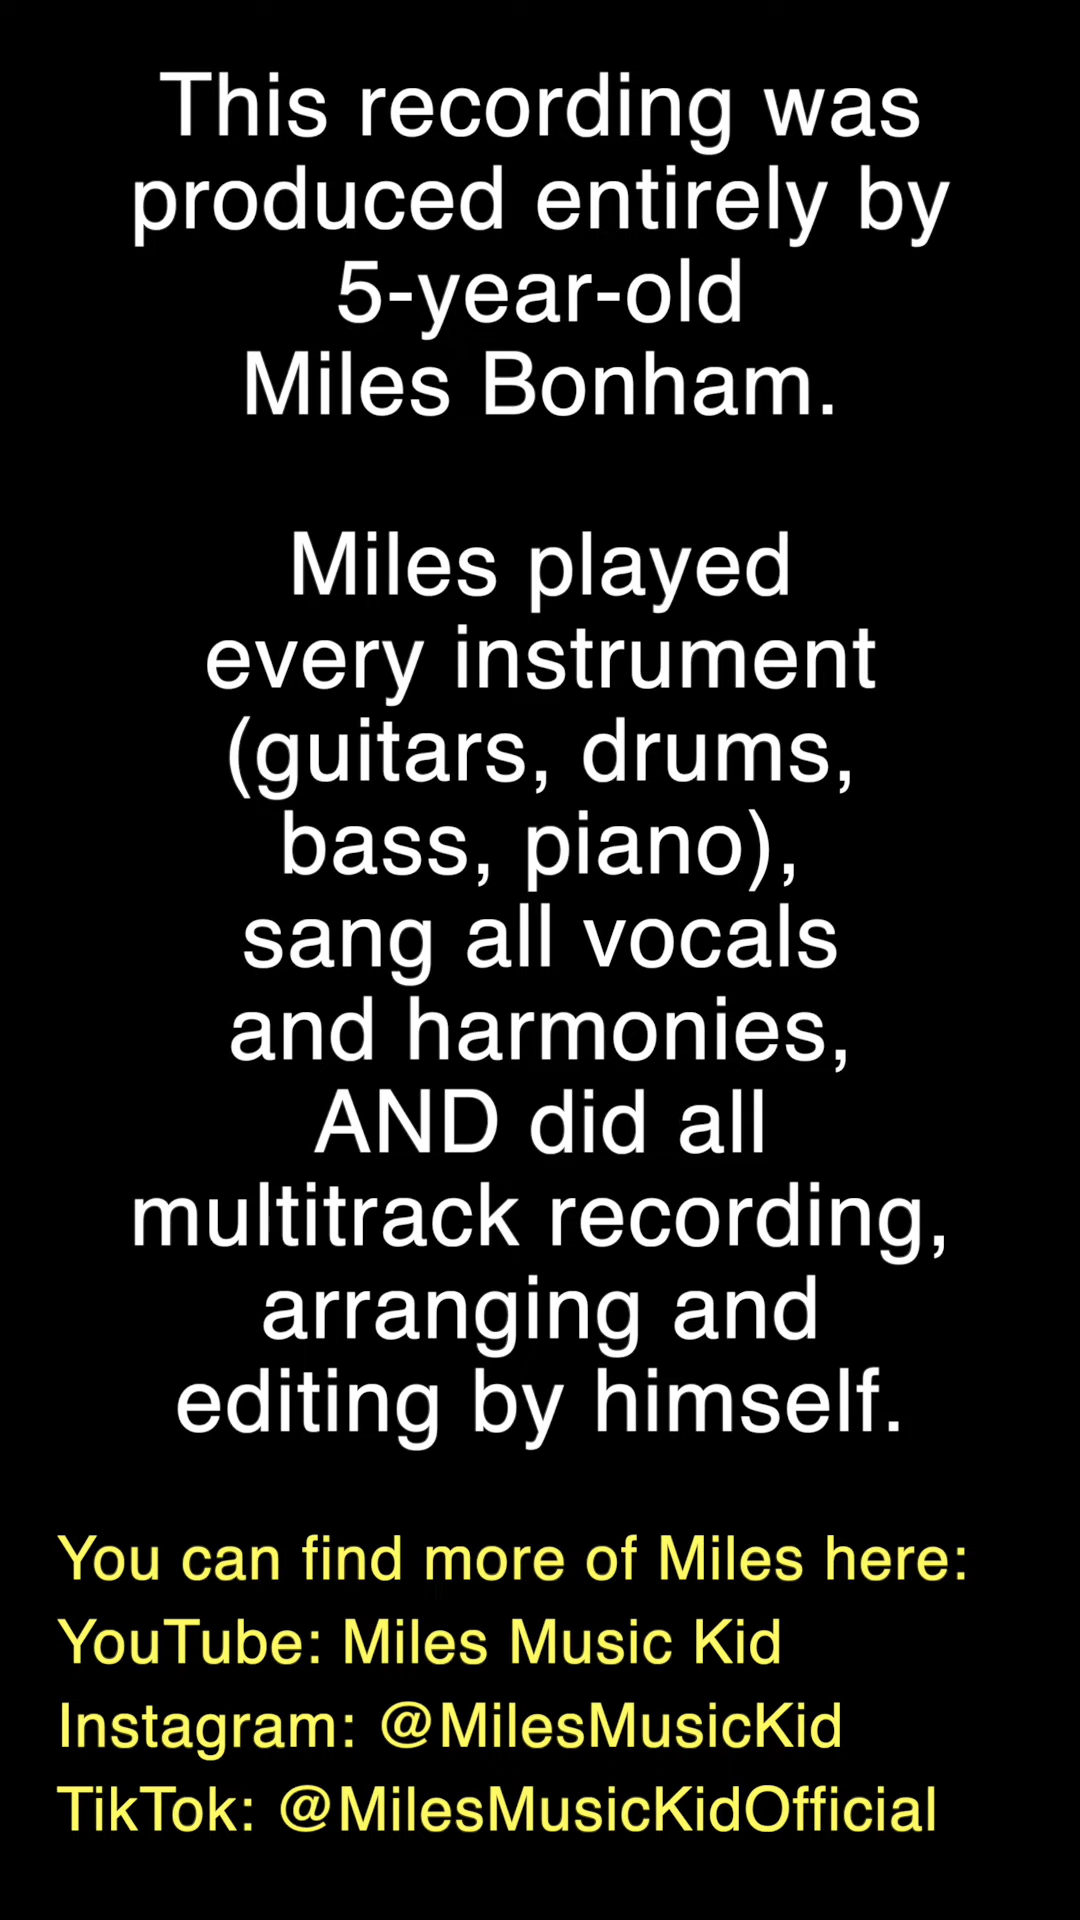 This recording was
produced entirely by
5-year-old
Miles Bonham.
Miles played
every instrument
(guitars, drums,
bass, piano),
sang all vocals
and harmonies,
AND did all
multitrack recording,
arranging and
editing by himself.
You can find more of Miles here:
YouTube: Miles Music Kid
Instagram: @MilesMusicKid
TikTok: @MilesMusicKidOfficial